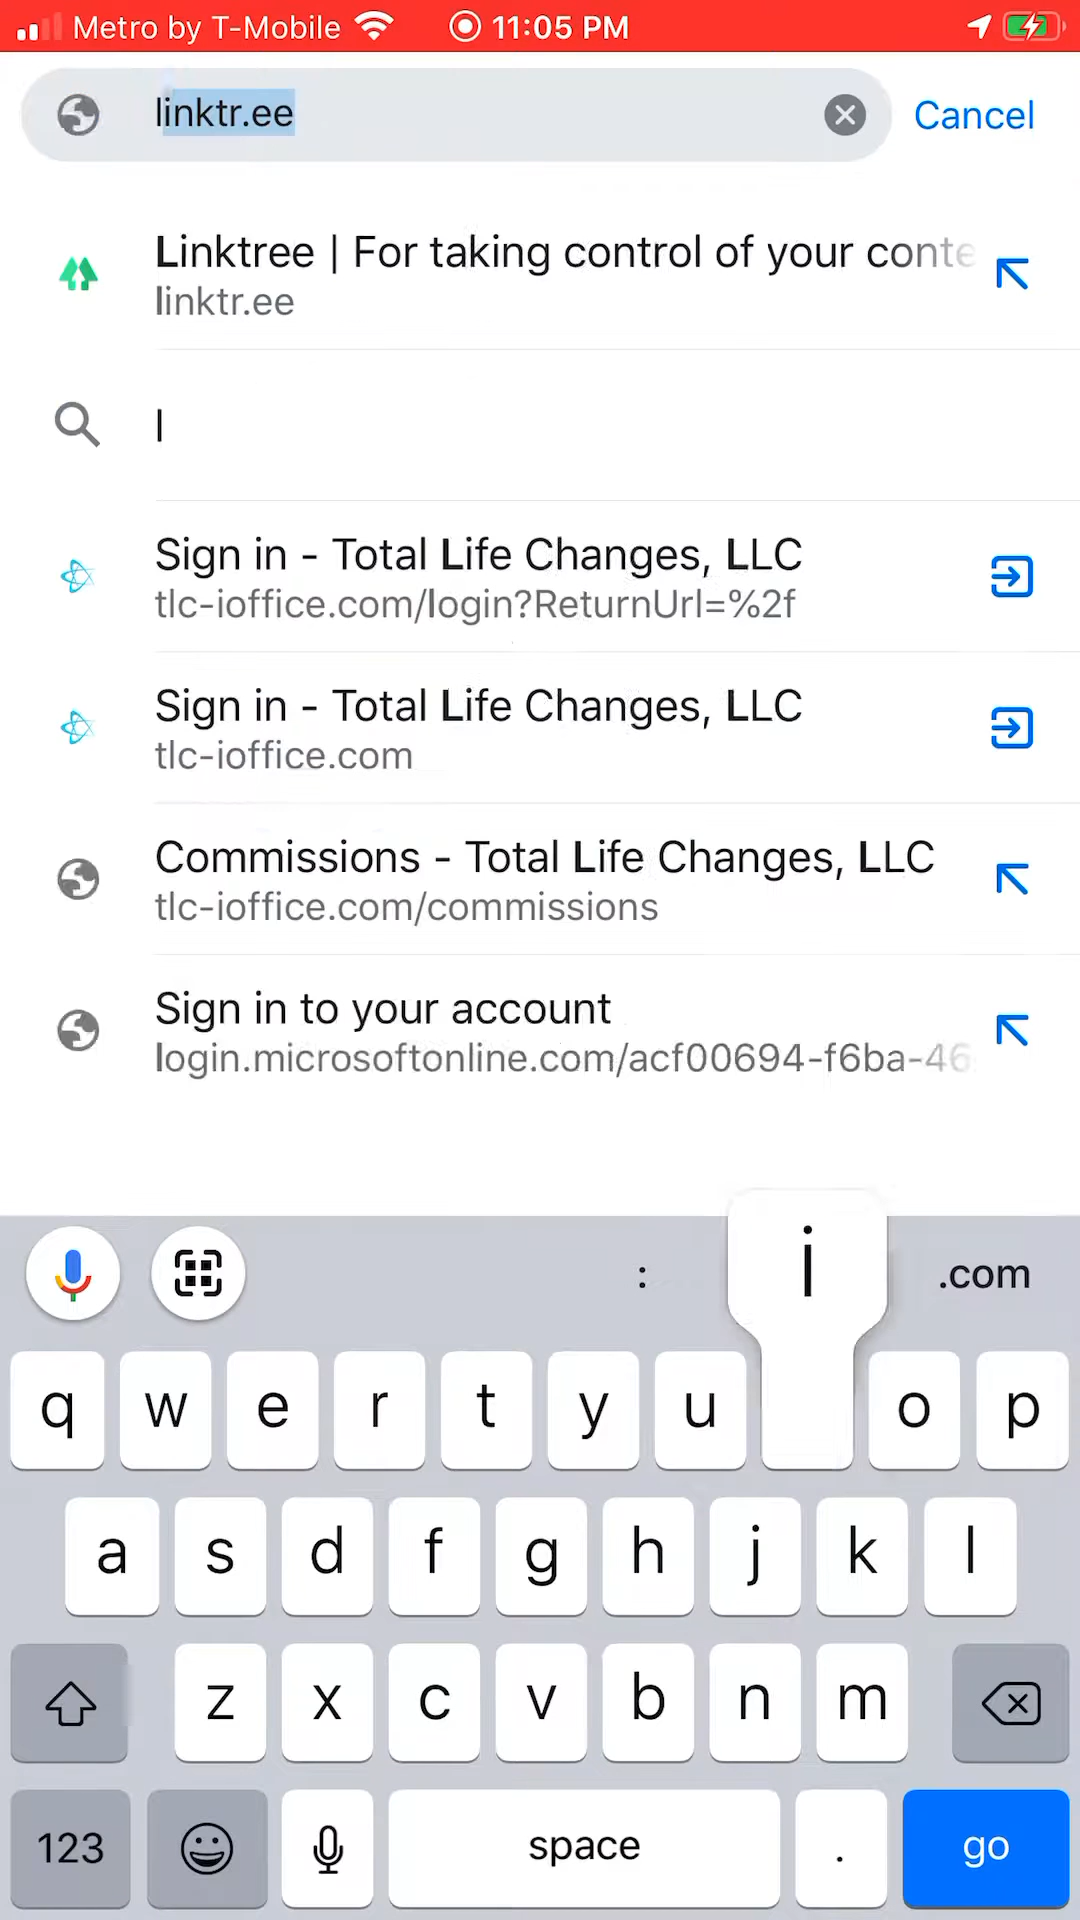 Metro by T-Mobile 11:05 PM
linktr.ee Cancel
Linktree | For taking control of your conte
linktr.ee
l
Sign in - Total Life Changes, LLC
tlc-ioffice.com/login?ReturnUrl=%2f
Sign in - Total Life Changes, LLC
tlc-ioffice.com
Commissions - Total Life Changes, LLC
tlc-ioffice.com/commissions
Sign in to your account
login.microsoftonline.com/acf00694-f6ba-46
: i .com
q w e r t y u o p
a s d f g h j k l
z x c v b n m
123 space . go